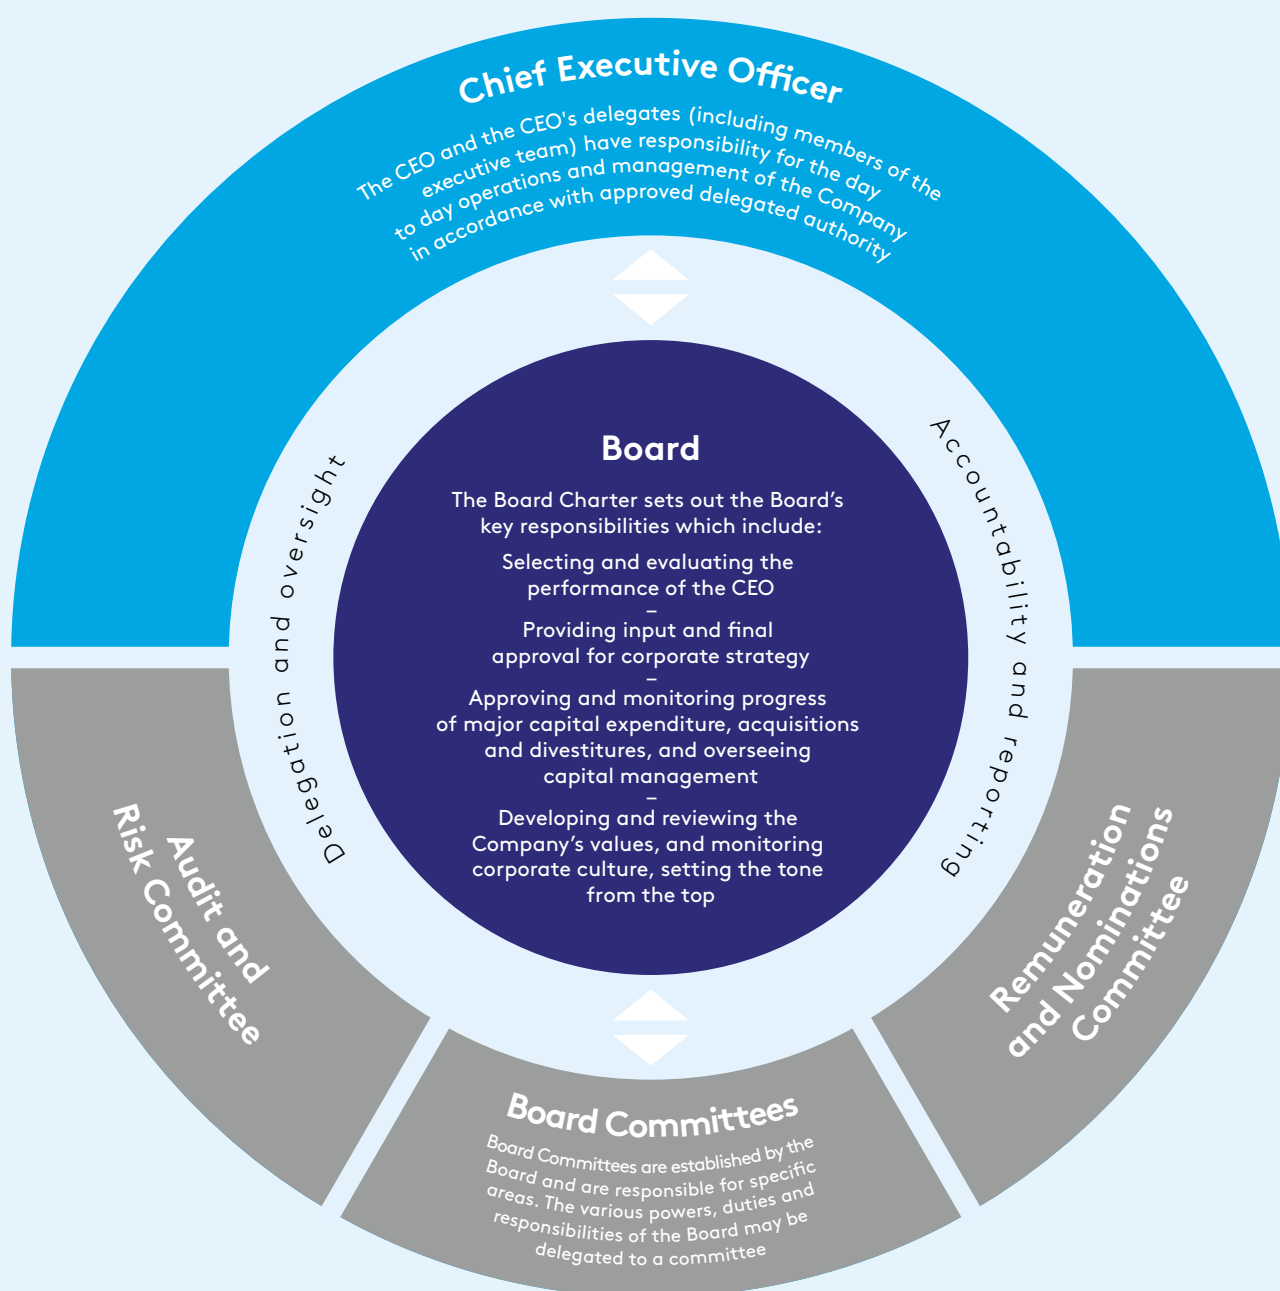 Chief Executive Officer
The CEO and the CEO's delegates (including members of the
executive team) have responsibility for the day
to day operations and management of the Company
in accordance with approved delegated authority
Delegation and oversight
Accountability and reporting
Board
The Board Charter sets out the Board’s
key responsibilities which include:
Selecting and evaluating the
performance of the CEO
–
Providing input and final
approval for corporate strategy
–
Approving and monitoring progress
of major capital expenditure, acquisitions
and divestitures, and overseeing
capital management
–
Developing and reviewing the
Company’s values, and monitoring
corporate culture, setting the tone
from the top
Audit and
Risk Committee
Remuneration
and Nominations
Committee
Board Committees
Board Committees are established by the
Board and are responsible for specific
areas. The various powers, duties and
responsibilities of the Board may be
delegated to a committee